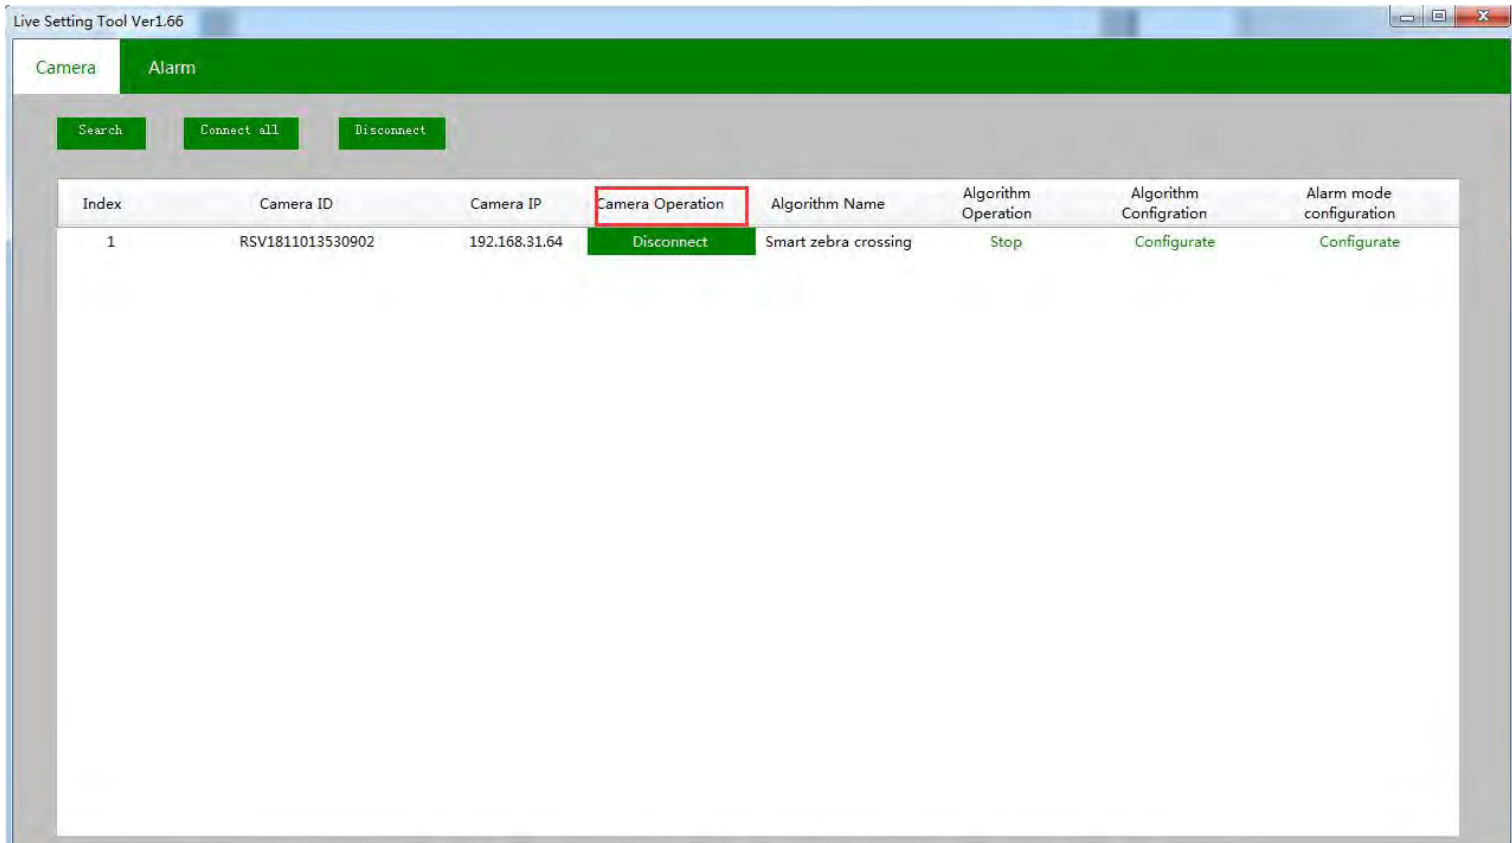 Live Setting Tool Ver1.66
Camera Alarm
Search Connect all Disconnect
Index Camera ID Camera IP Camera Operation Algorithm Name Algorithm Operation Algorithm Configration Alarm mode configuration
1 RSV1811013530902 192.168.31.64 Disconnect Smart zebra crossing Stop Configurate Configurate